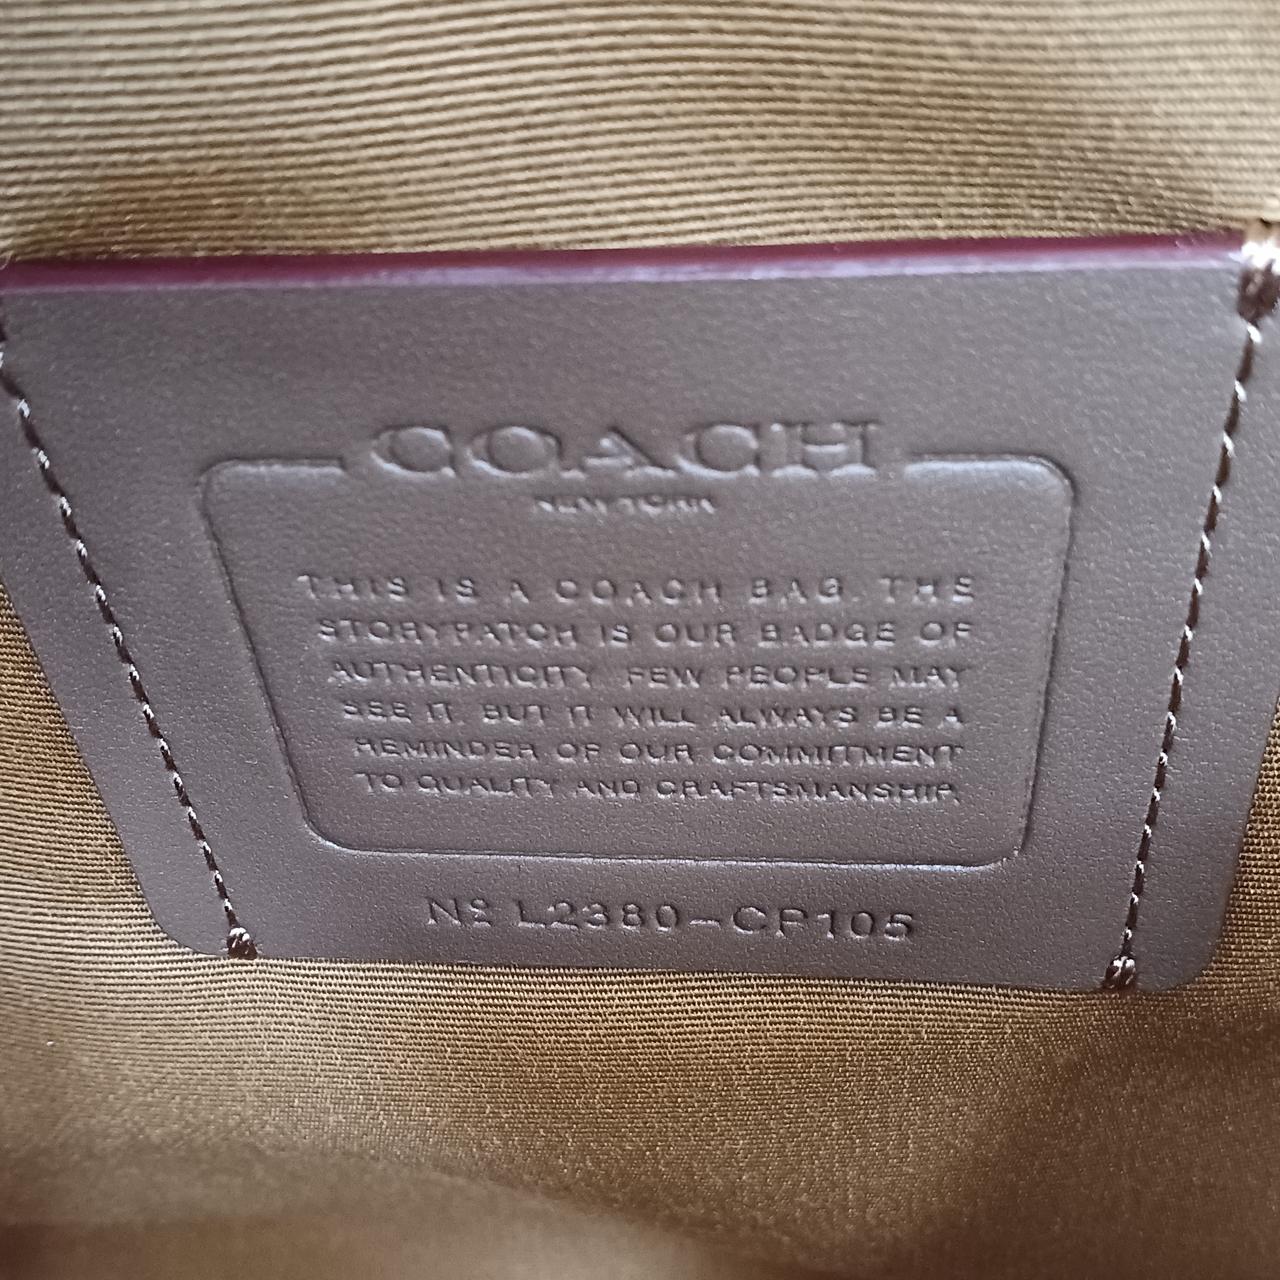 COACH
NEW YORK
THIS IS A COACH BAG. THE
STORYPATCH IS OUR BADGE OF
AUTHENTICITY. FEW PEOPLE MAY
SEE IT, BUT IT WILL ALWAYS BE A
REMINDER OF OUR COMMITMENT
TO QUALITY AND CRAFTSMANSHIP.
Nº L2380-CP105